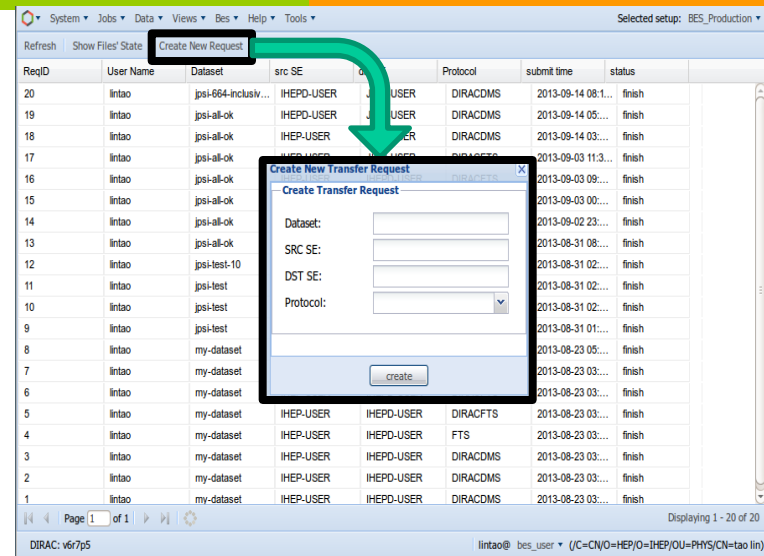 System Jobs Data Views Bes Help Tools Selected setup: BES_Production
Refresh Show Files' State Create New Request
ReqID User Name Dataset src SE Protocol submit time status
20 lintao jpsi-664-inclusiv... IHEPD-USER USER DIRACDMS 2013-09-14 08:1... finish
19 lintao jpsi-all-ok IHEPD-USER USER DIRACDMS 2013-09-14 05:... finish
18 lintao jpsi-all-ok IHEP-USER ER DIRACDMS 2013-09-14 03:... finish
17 lintao jpsi-all-ok 2013-09-03 11:3... finish
16 lintao jpsi-all-ok 2013-09-03 09:... finish
15 lintao jpsi-all-ok 2013-09-03 00:... finish
14 lintao jpsi-all-ok 2013-09-02 23:... finish
13 lintao jpsi-all-ok 2013-08-31 08:... finish
12 lintao jpsi-test-10 2013-08-31 02:... finish
11 lintao jpsi-test 2013-08-31 02:... finish
10 lintao jpsi-test 2013-08-31 02:... finish
9 lintao jpsi-test 2013-08-31 01:... finish
8 lintao my-dataset 2013-08-23 05:... finish
7 lintao my-dataset 2013-08-23 03:... finish
6 lintao my-dataset 2013-08-23 03:... finish
5 lintao my-dataset IHEP-USER IHEPD-USER DIRACFTS 2013-08-23 03:... finish
4 lintao my-dataset IHEP-USER IHEPD-USER FTS 2013-08-23 03:... finish
3 lintao my-dataset IHEP-USER IHEPD-USER DIRACDMS 2013-08-23 03:... finish
2 lintao my-dataset IHEP-USER IHEPD-USER DIRACDMS 2013-08-23 03:... finish
1 lintao my-dataset IHEP-USER IHEPD-USER DIRACDMS 2013-08-23 03:... finish
Create New Transfer Request
Create Transfer Request
Dataset:
SRC SE:
DST SE:
Protocol:
create
Page 1 of 1 Displaying 1 - 20 of 20
DIRAC: v6r7p5 lintao@ bes_user (/C=CN/O=HEP/O=IHEP/OU=PHYS/CN=tao lin)